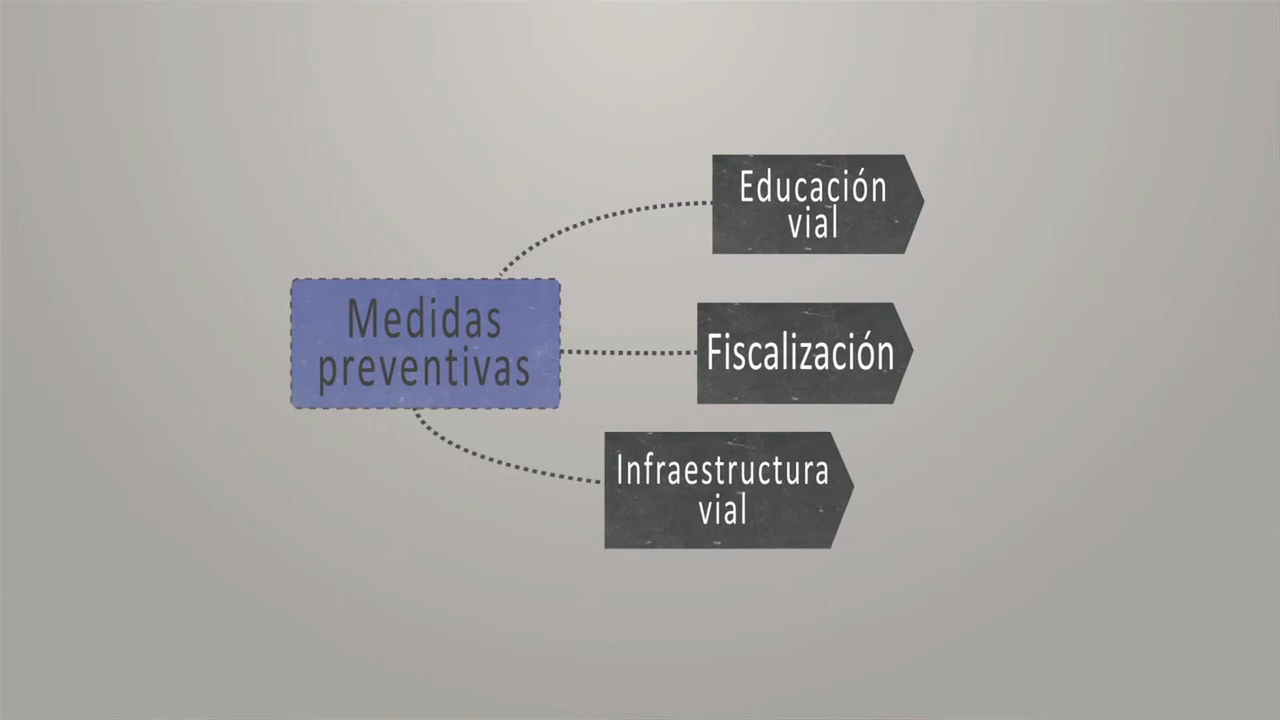 Medidas
preventivas
Educación
vial
Fiscalización
Infraestructura
vial